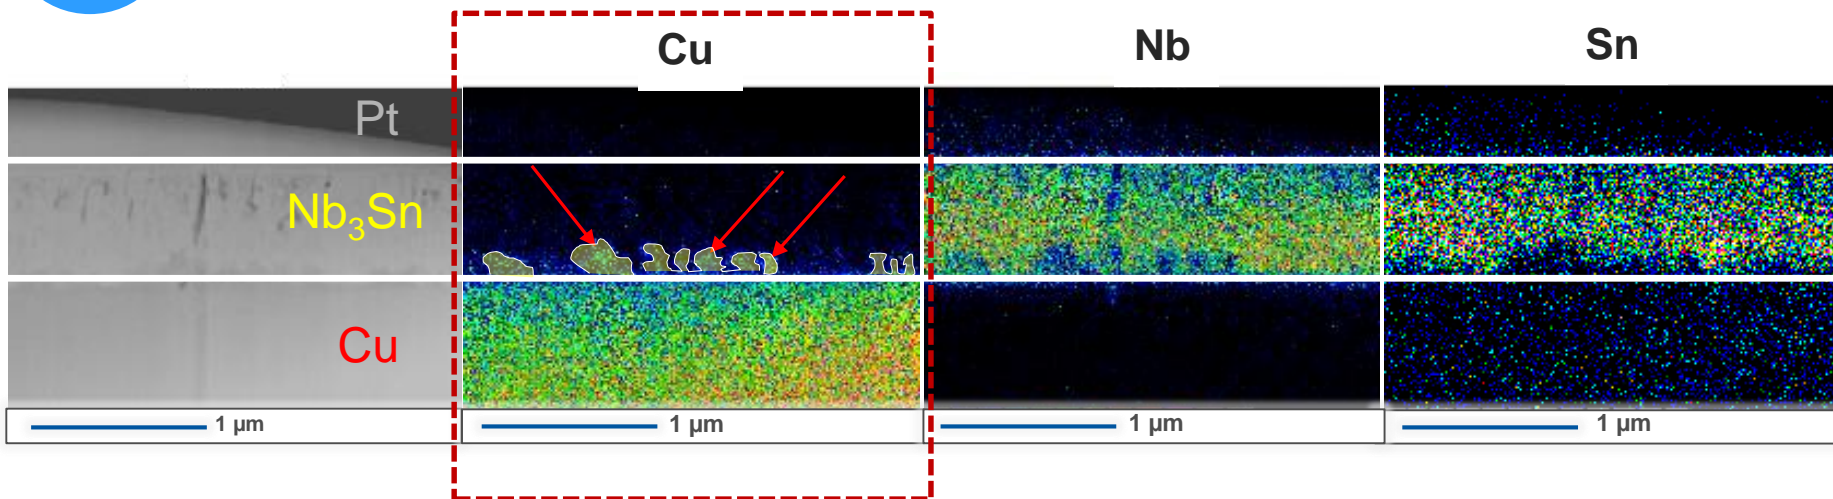 Cu
Nb
Sn
Pt
Nb₃Sn
Cu
1 µm
1 µm
1 µm
1 µm